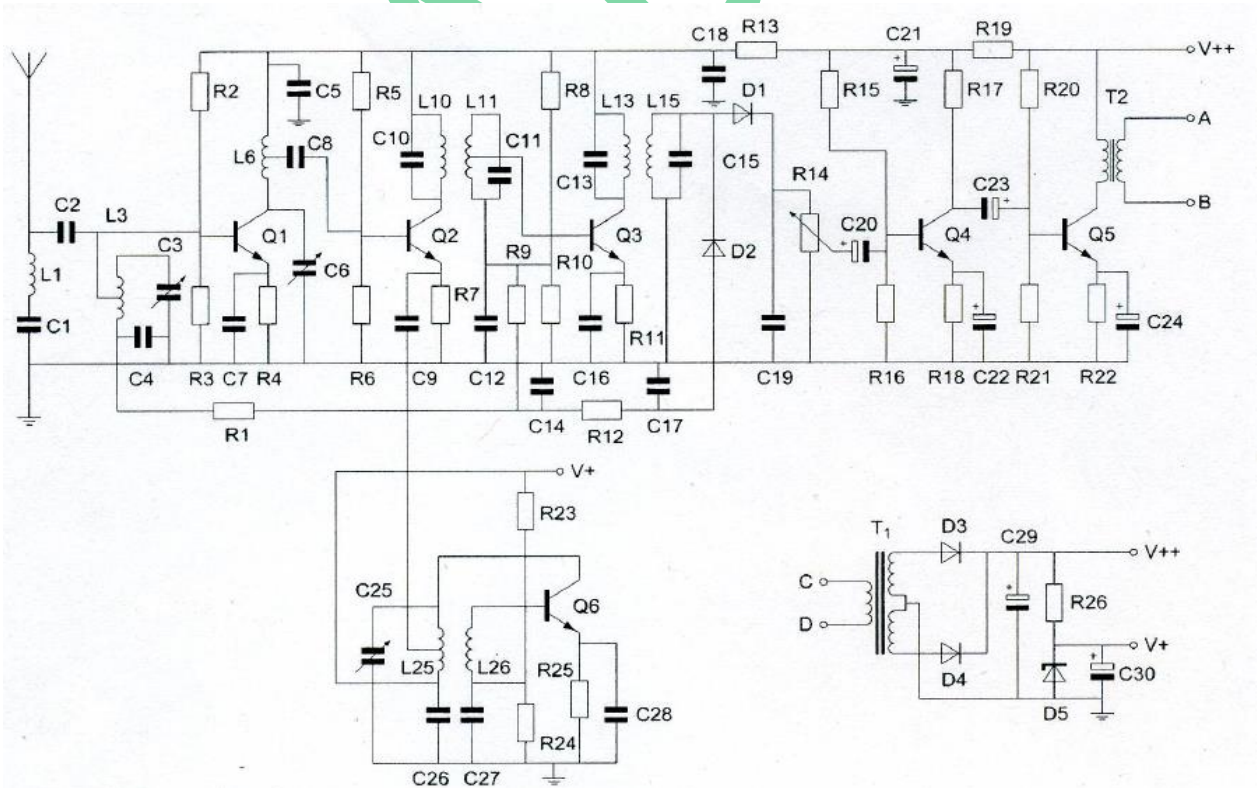 C18 R13 C21 R19
V++
R2 C5 R5 L10 L11 R8 L13 L15 D1 R15 R17 R20 T2
A
C8 C10 C11 C15
L6 C13 R14 C23
C2 L3 C20 B
C3 Q1 Q2 Q3 D2 Q4 Q5
L1 C6 R9 R10
R7
C1 R11 C24
C4 R3 C7 R4 R6 C9 C12 C16 C19 R16 R18 C22 R21 R22
R1 C14 R12 C17
V+
R23
T1 D3 C29
V++
C25 Q6 C
R26
D
L25 L26 R25 V+
D4 C30
C28 D5
R24
C26 C27